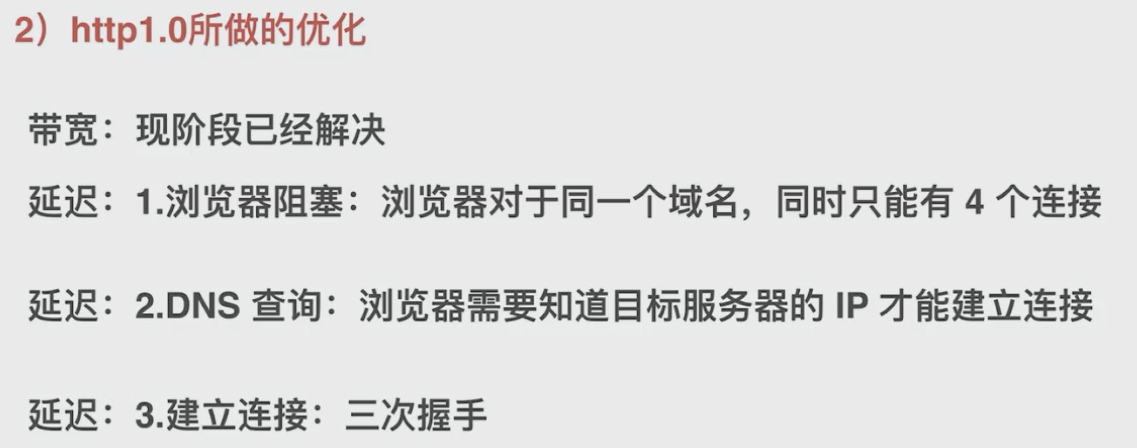 2）http1.0所做的优化
带宽：现阶段已经解决
延迟：1.浏览器阻塞：浏览器对于同一个域名，同时只能有 4 个连接
延迟：2.DNS 查询：浏览器需要知道目标服务器的 IP 才能建立连接
延迟：3.建立连接：三次握手